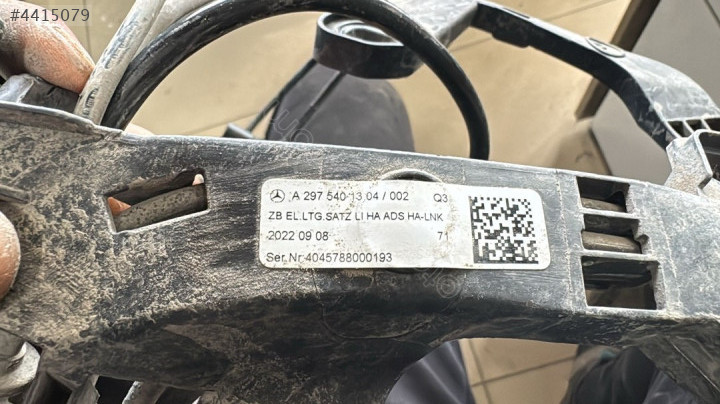 #4415079
A 297 540 13 04 / 002 Q3
ZB EL.LTG.SATZ LI HA ADS HA-LNK
2022 09 08 71
Ser.Nr:4045788000193